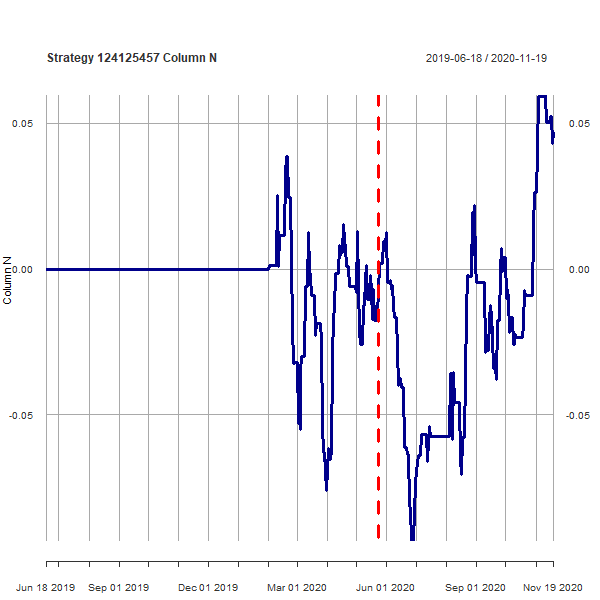 Strategy 124125457 Column N 2019-06-18 / 2020-11-19
0.05 0.05
Column N
0.00 0.00
-0.05 -0.05
Jun 18 2019 Sep 01 2019 Dec 01 2019 Mar 01 2020 Jun 01 2020 Sep 01 2020 Nov 19 2020